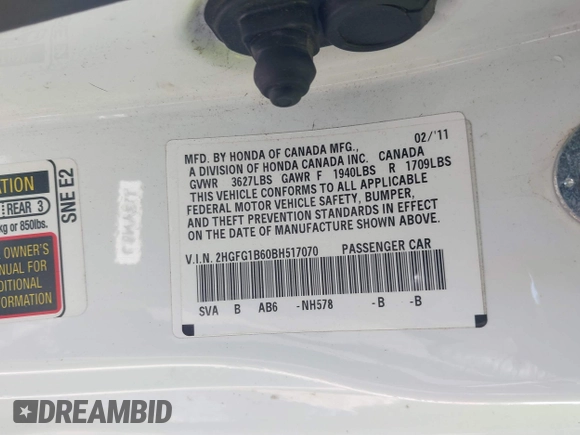 02/'11
MFD. BY HONDA OF CANADA MFG.,
A DIVISION OF HONDA CANADA INC. CANADA
GVWR 3627LBS GAWR F 1940LBS R 1709LBS
THIS VEHICLE CONFORMS TO ALL APPLICABLE
FEDERAL MOTOR VEHICLE SAFETY, BUMPER,
AND THEFT PREVENTION STANDARDS IN EFFECT
ON THE DATE OF MANUFACTURE SHOWN ABOVE.
V.I.N. 2HGFG1B60BH517070 PASSENGER CAR
SVA B AB6 -NH578 -B -B
ATION
REAR 3
kg or 850lbs.
OWNER'S
NUAL FOR
DITIONAL
RMATION
SNE E2
DREAMBID